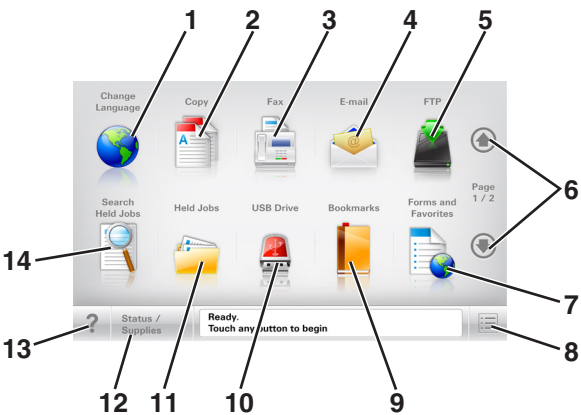 1 2 3 4 5
Change
Language
Copy
Fax
E-mail
FTP
A
@
6
Page
1 / 2
Search
Held Jobs
Held Jobs
USB Drive
Bookmarks
Forms and
Favorites
14
7
?
Status /
Supplies
Ready.
Touch any button to begin
13
8
12 11 10 9